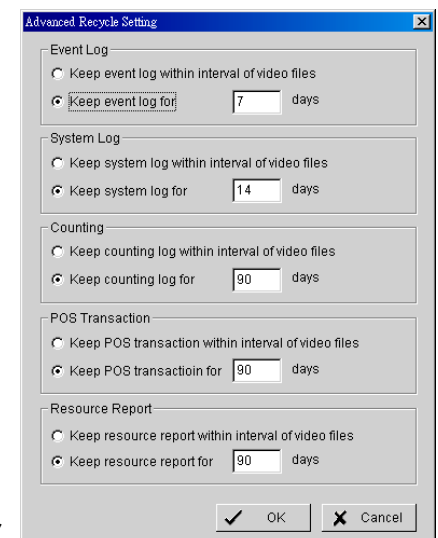 Advanced Recycle Setting
Event Log
Keep event log within interval of video files
Keep event log for 7 days
System Log
Keep system log within interval of video files
Keep system log for 14 days
Counting
Keep counting log within interval of video files
Keep counting log for 90 days
POS Transaction
Keep POS transaction within interval of video files
Keep POS transactioin for 90 days
Resource Report
Keep resource report within interval of video files
Keep resource report for 90 days
OK Cancel